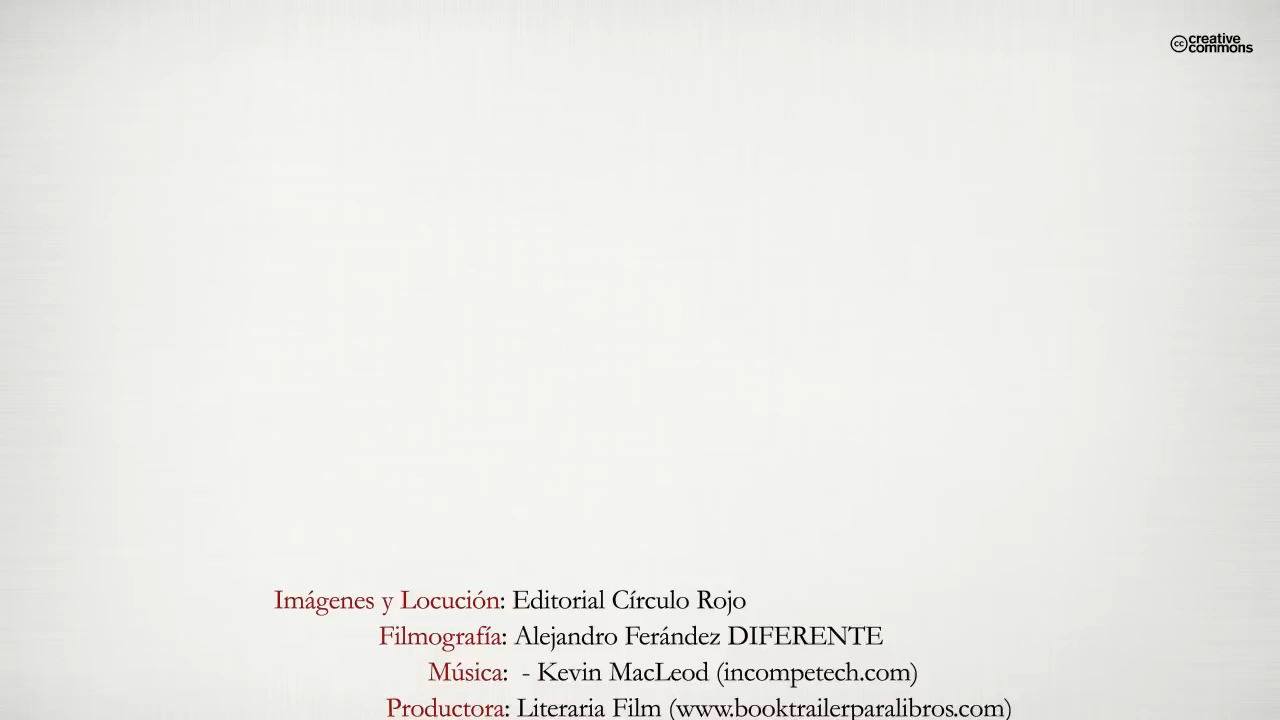 cc creative
commons
Imágenes y Locución: Editorial Círculo Rojo
Filmografía: Alejandro Ferández DIFERENTE
Música: - Kevin MacLeod (incompetech.com)
Productora: Literaria Film (www.booktrailerparalibros.com)